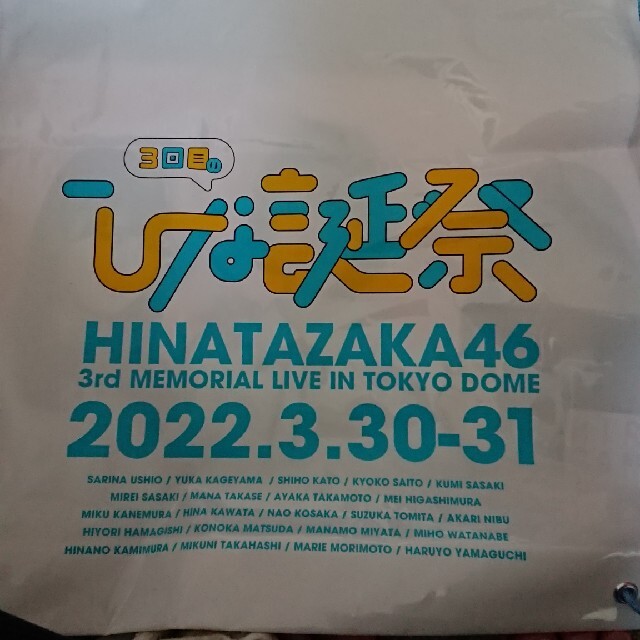 3回目の
ひな誕祭
HINATAZAKA46
3rd MEMORIAL LIVE IN TOKYO DOME
2022.3.30-31
SARINA USHIO / YUKA KAGEYAMA / SHIHO KATO / KYOKO SAITO / KUMI SASAKI
MIREI SASAKI / MANA TAKASE / AYAKA TAKAMOTO / MEI HIGASHIMURA
MIKU KANEMURA / HINA KAWATA / NAO KOSAKA / SUZUKA TOMITA / AKARI NIBU
HIYORI HAMAGISHI / KONOKA MATSUDA / MANAMO MIYATA / MIHO WATANABE
HINANO KAMIMURA / MIKUNI TAKAHASHI / MARIE MORIMOTO / HARUYO YAMAGUCHI